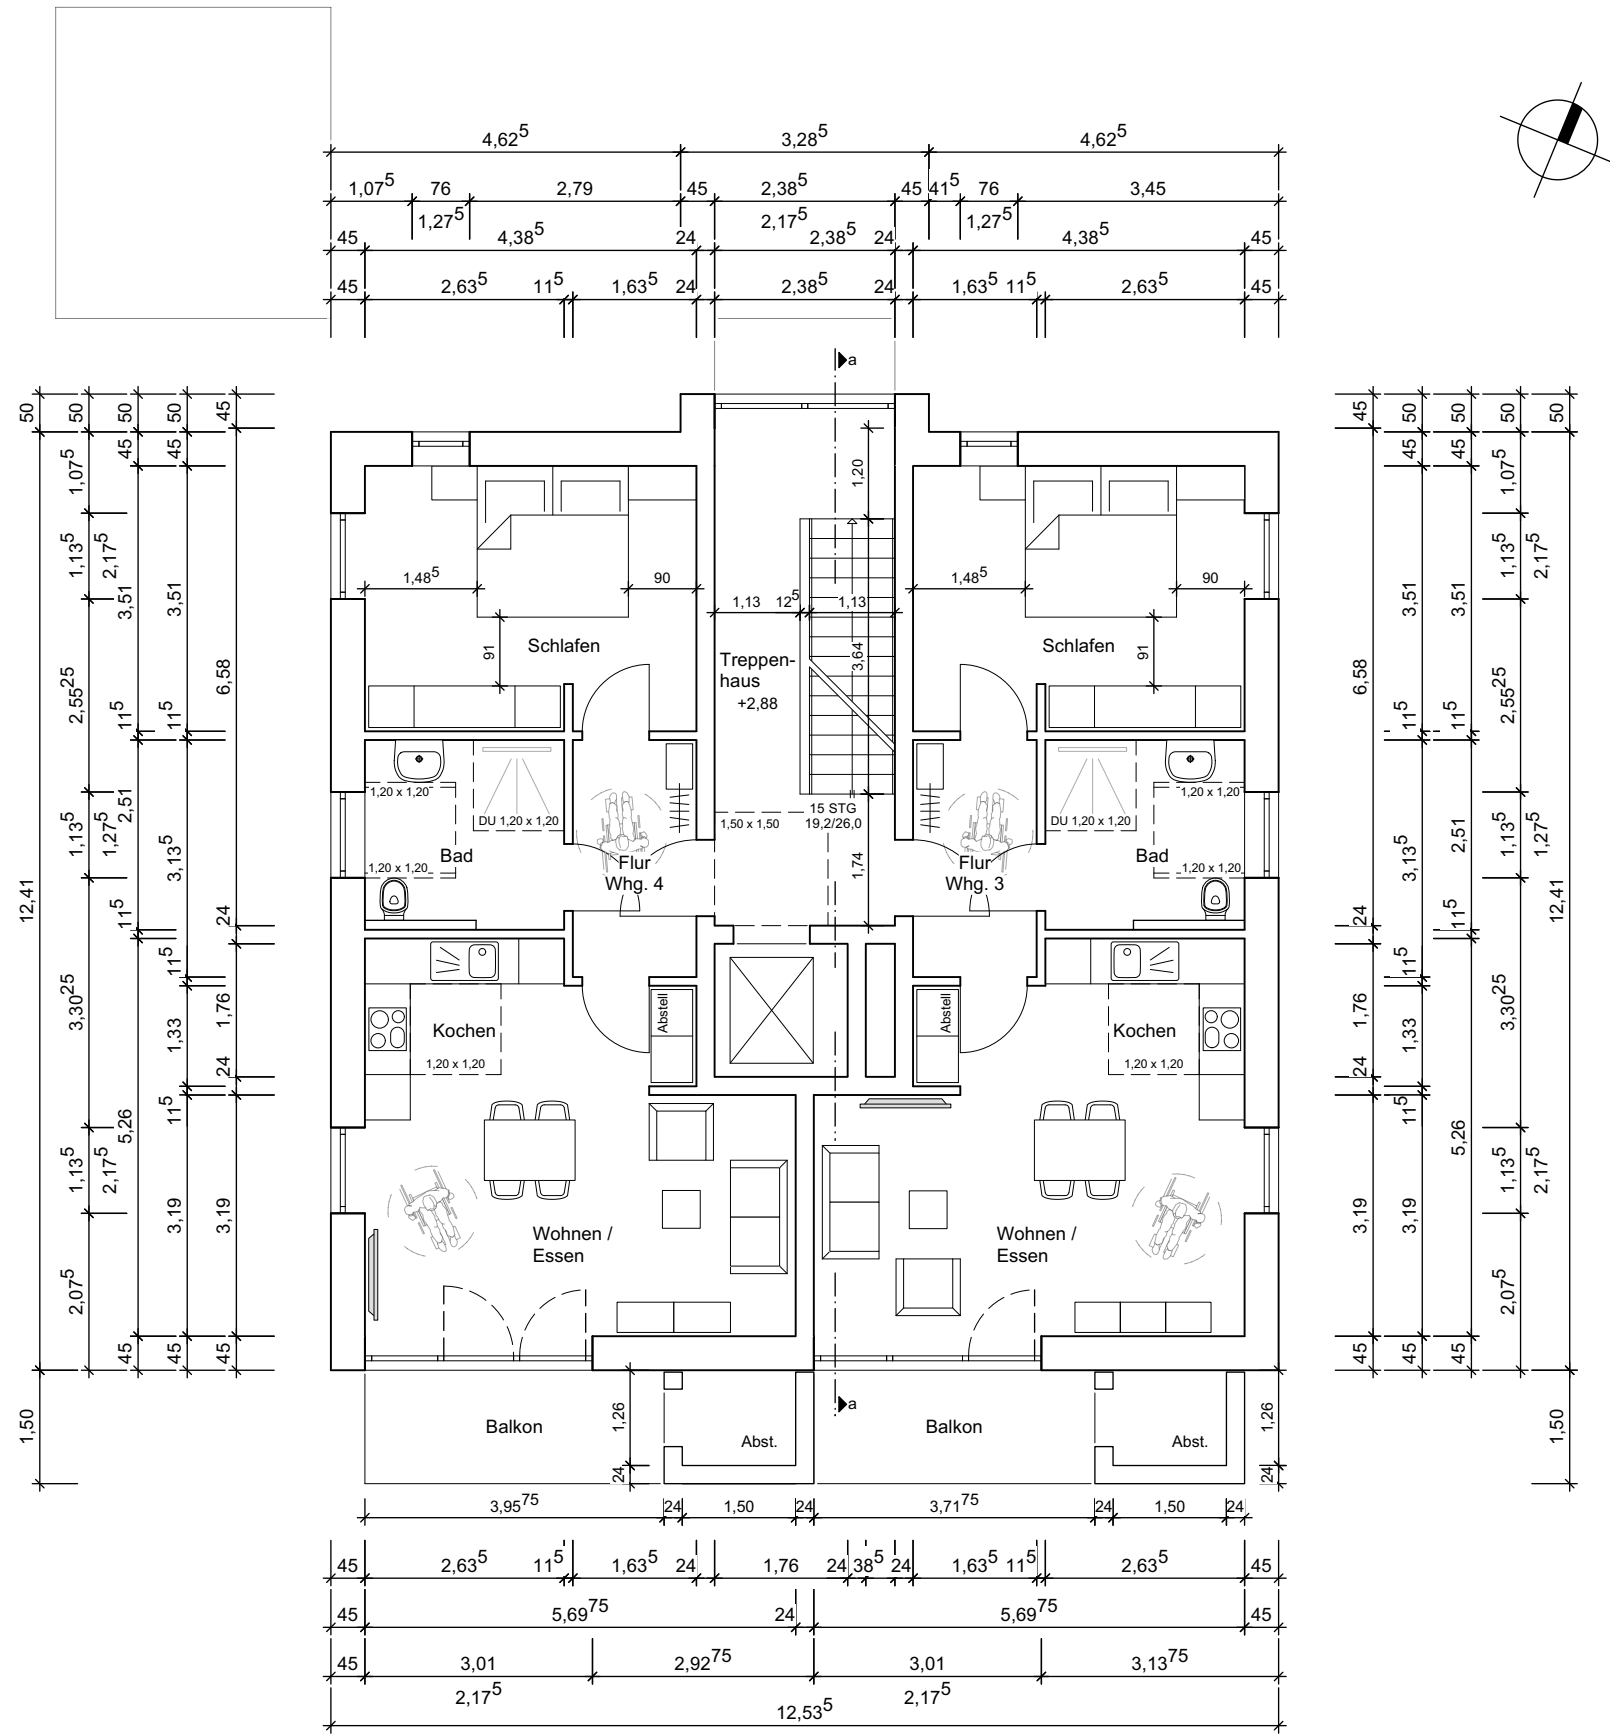 4,62⁵ 3,28⁵ 4,62⁵
1,07⁵ 76 2,79 45 2,38⁵ 45 41⁵ 76 3,45
1,27⁵ 2,17⁵ 1,27⁵
45 4,38⁵ 24 2,38⁵ 24 4,38⁵ 45
45 2,63⁵ 11⁵ 1,63⁵ 24 2,38⁵ 24 1,63⁵ 11⁵ 2,63⁵ 45
a
50 12,41 1,50
50 1,07⁵ 1,13⁵ 2,55²⁵ 1,13⁵ 3,30²⁵ 1,13⁵ 2,07⁵
2,17⁵ 1,27⁵ 2,17⁵
50 45 3,51 11⁵ 2,51 11⁵ 5,26 45
50 45 3,51 11⁵ 3,13⁵ 11⁵ 1,33 11⁵ 3,19 45
45 6,58 24 1,76 24 3,19 45
1,20
1,48⁵ 90
1,13 12⁵ 1,13
1,48⁵ 90
Schlafen
91
Treppen-
haus
+2,88
3,64
Schlafen
91
1,20 x 1,20
DU 1,20 x 1,20
Bad
1,20 x 1,20
Flur
Whg. 4
1,50 x 1,50
15 STG
19,2/26,0
1,74
Flur
Whg. 3
DU 1,20 x 1,20
1,20 x 1,20
Bad
1,20 x 1,20
Kochen
1,20 x 1,20
Abstell
Abstell
Kochen
1,20 x 1,20
Wohnen /
Essen
Wohnen /
Essen
Balkon
1,26
24
Abst.
a
Balkon
Abst.
1,26
24
45 6,58 24 1,76 24 3,19 45
50 45 3,51 11⁵ 3,13⁵ 11⁵ 1,33 11⁵ 3,19 45
50 45 3,51 11⁵ 2,51 11⁵ 5,26 45
50 1,07⁵ 1,13⁵ 2,55²⁵ 1,13⁵ 3,30²⁵ 1,13⁵ 2,07⁵
2,17⁵ 1,27⁵ 2,17⁵
50 12,41 1,50
3,95⁷⁵ 24 1,50 24 3,71⁷⁵ 24 1,50 24
45 2,63⁵ 11⁵ 1,63⁵ 24 1,76 24 38⁵ 24 1,63⁵ 11⁵ 2,63⁵ 45
45 5,69⁷⁵ 24 5,69⁷⁵ 45
45 3,01 2,92⁷⁵ 3,01 3,13⁷⁵
2,17⁵ 2,17⁵
12,53⁵